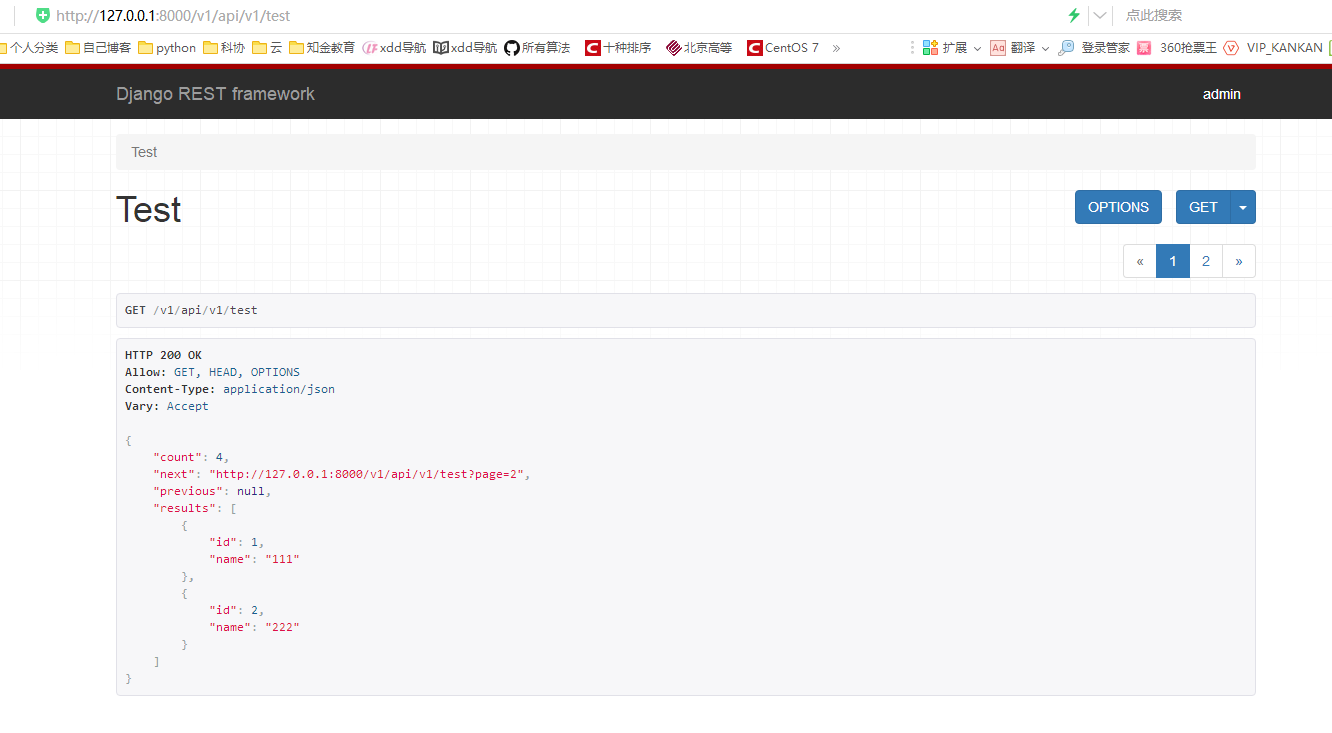 http://127.0.0.1:8000/v1/api/v1/test 点此搜索
个人分类 自己博客 python 科协 云 知金教育 xdd导航 xdd导航 所有算法 十种排序 北京高等 CentOS 7 » 扩展 Aa 翻译 登录管家 票 360抢票王 VIP_KANKAN
Django REST framework admin
Test
Test OPTIONS GET
« 1 2 »
GET /v1/api/v1/test
HTTP 200 OK
Allow: GET, HEAD, OPTIONS
Content-Type: application/json
Vary: Accept
{
    "count": 4,
    "next": "http://127.0.0.1:8000/v1/api/v1/test?page=2",
    "previous": null,
    "results": [
        {
            "id": 1,
            "name": "111"
        },
        {
            "id": 2,
            "name": "222"
        }
    ]
}